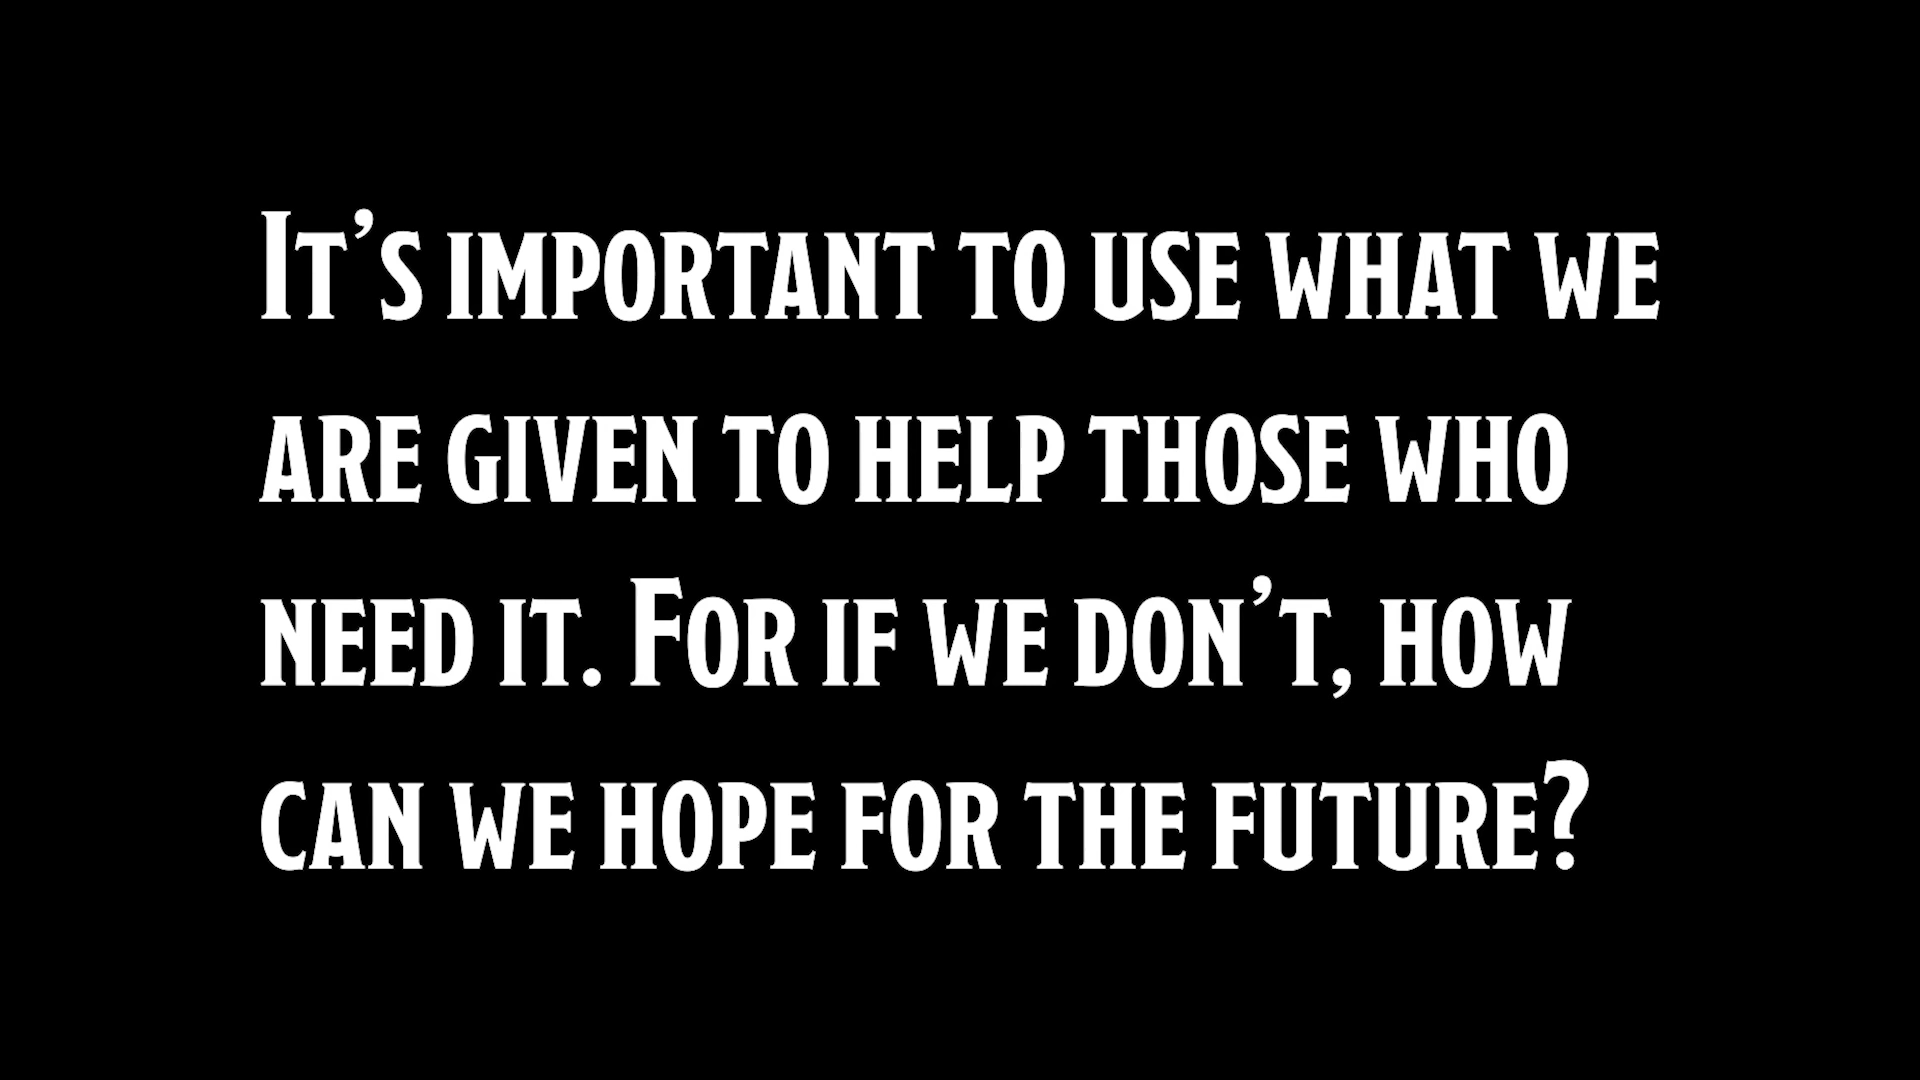 It’s important to use what we
are given to help those who
need it. For if we don’t, how
can we hope for the future?